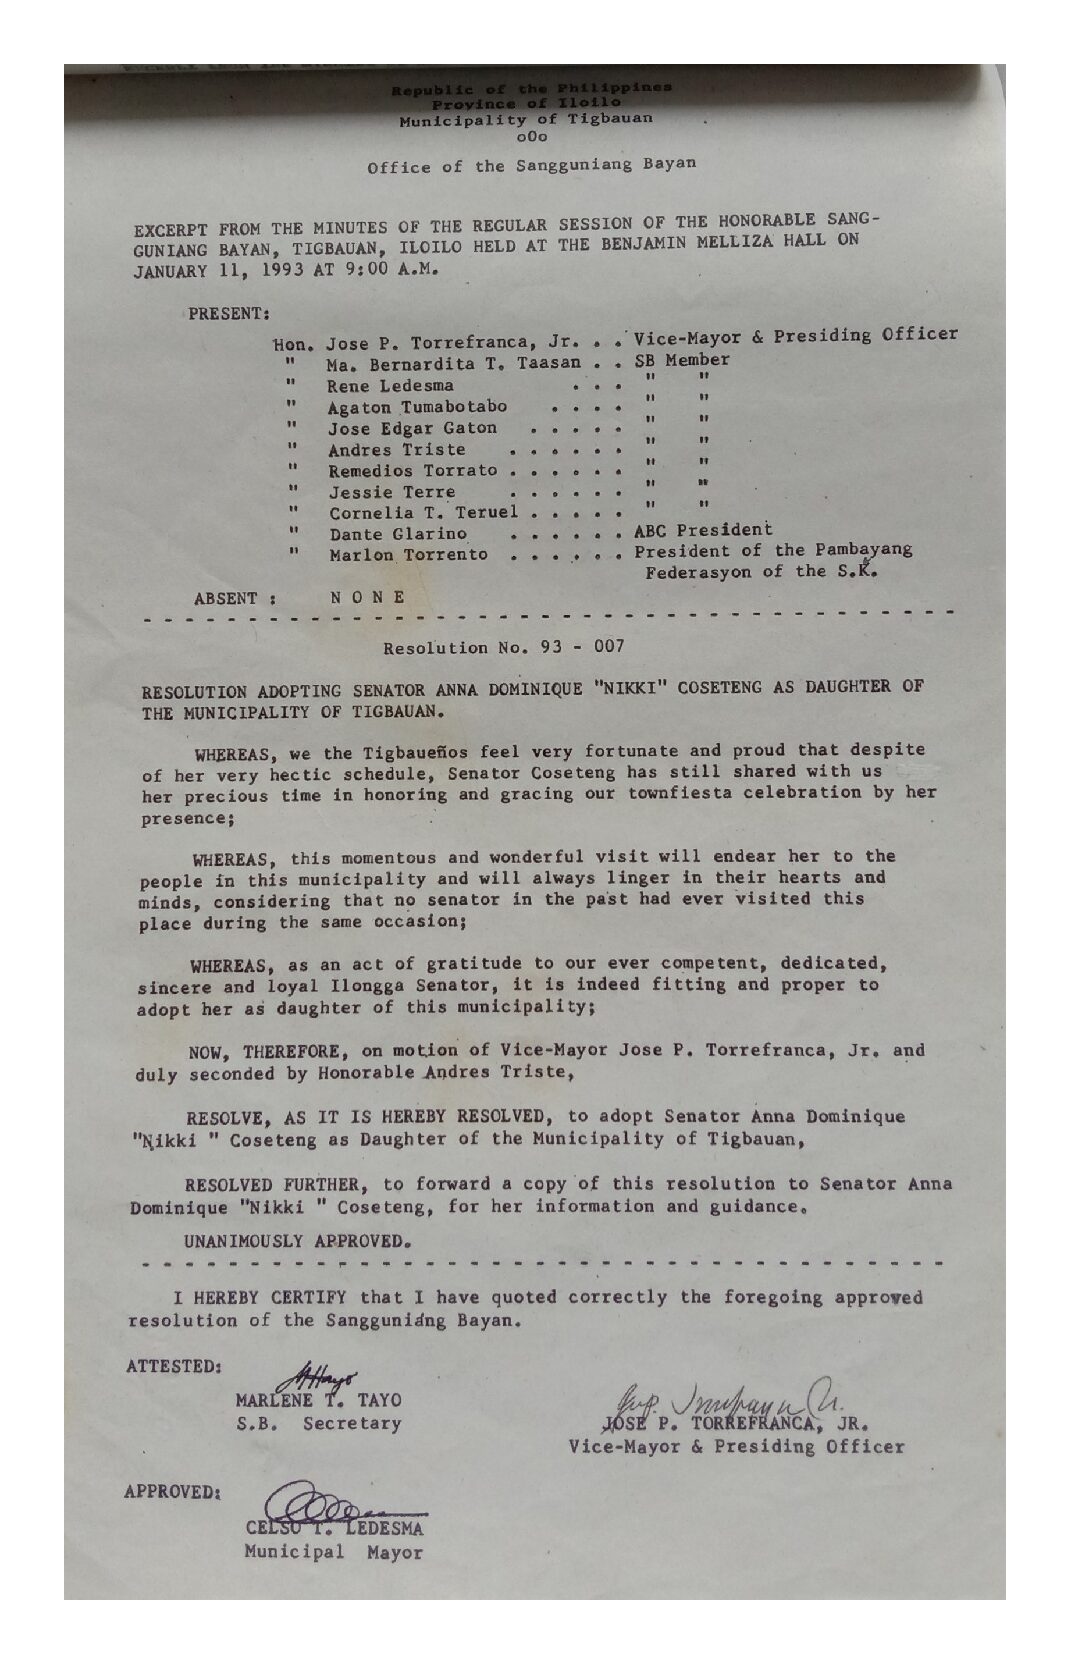 Republic of the Philippines
Province of Iloilo
Municipality of Tigbauan
oOo
Office of the Sangguniang Bayan
EXCERPT FROM THE MINUTES OF THE REGULAR SESSION OF THE HONORABLE SANG-
GUNIANG BAYAN, TIGBAUAN, ILOILO HELD AT THE BENJAMIN MELLIZA HALL ON
JANUARY 11, 1993 AT 9:00 A.M.
PRESENT:
Hon. Jose P. Torrefranca, Jr. . . . Vice-Mayor & Presiding Officer
" Ma. Bernardita T. Taasan . . SB Member
" Rene Ledesma . . . " "
" Agaton Tumabotabo . . . . " "
" Jose Edgar Gaton . . . . . " "
" Andres Triste . . . . . . " "
" Remedios Torrato . . . . . . " "
" Jessie Terre . . . . . . " "
" Cornelia T. Teruel . . . . . " "
" Dante Glarino . . . . . . ABC President
" Marlon Torrento . . . . . . President of the Pambayang
Federasyon of the S.K.
ABSENT : N O N E
- - - - - - - - - - - - - - - - - - - - - - - - - - - - - - - - - - - - - -
Resolution No. 93 - 007
RESOLUTION ADOPTING SENATOR ANNA DOMINIQUE "NIKKI" COSETENG AS DAUGHTER OF
THE MUNICIPALITY OF TIGBAUAN.
WHEREAS, we the Tigbaueños feel very fortunate and proud that despite
of her very hectic schedule, Senator Coseteng has still shared with us
her precious time in honoring and gracing our townfiesta celebration by her
presence;
WHEREAS, this momentous and wonderful visit will endear her to the
people in this municipality and will always linger in their hearts and
minds, considering that no senator in the past had ever visited this
place during the same occasion;
WHEREAS, as an act of gratitude to our ever competent, dedicated,
sincere and loyal Ilongga Senator, it is indeed fitting and proper to
adopt her as daughter of this municipality;
NOW, THEREFORE, on motion of Vice-Mayor Jose P. Torrefranca, Jr. and
duly seconded by Honorable Andres Triste,
RESOLVE, AS IT IS HEREBY RESOLVED, to adopt Senator Anna Dominique
"Nikki " Coseteng as Daughter of the Municipality of Tigbauan,
RESOLVED FURTHER, to forward a copy of this resolution to Senator Anna
Dominique "Nikki " Coseteng, for her information and guidance.
UNANIMOUSLY APPROVED.
- - - - - - - - - - - - - - - - - - - - - - - - - - - - - - - - - - - - - -
I HEREBY CERTIFY that I have quoted correctly the foregoing approved
resolution of the Sangguniang Bayan.
ATTESTED:
MARLENE T. TAYO
S.B. Secretary
JOSE P. TORREFRANCA, JR.
Vice-Mayor & Presiding Officer
APPROVED:
CELSO T. LEDESMA
Municipal Mayor